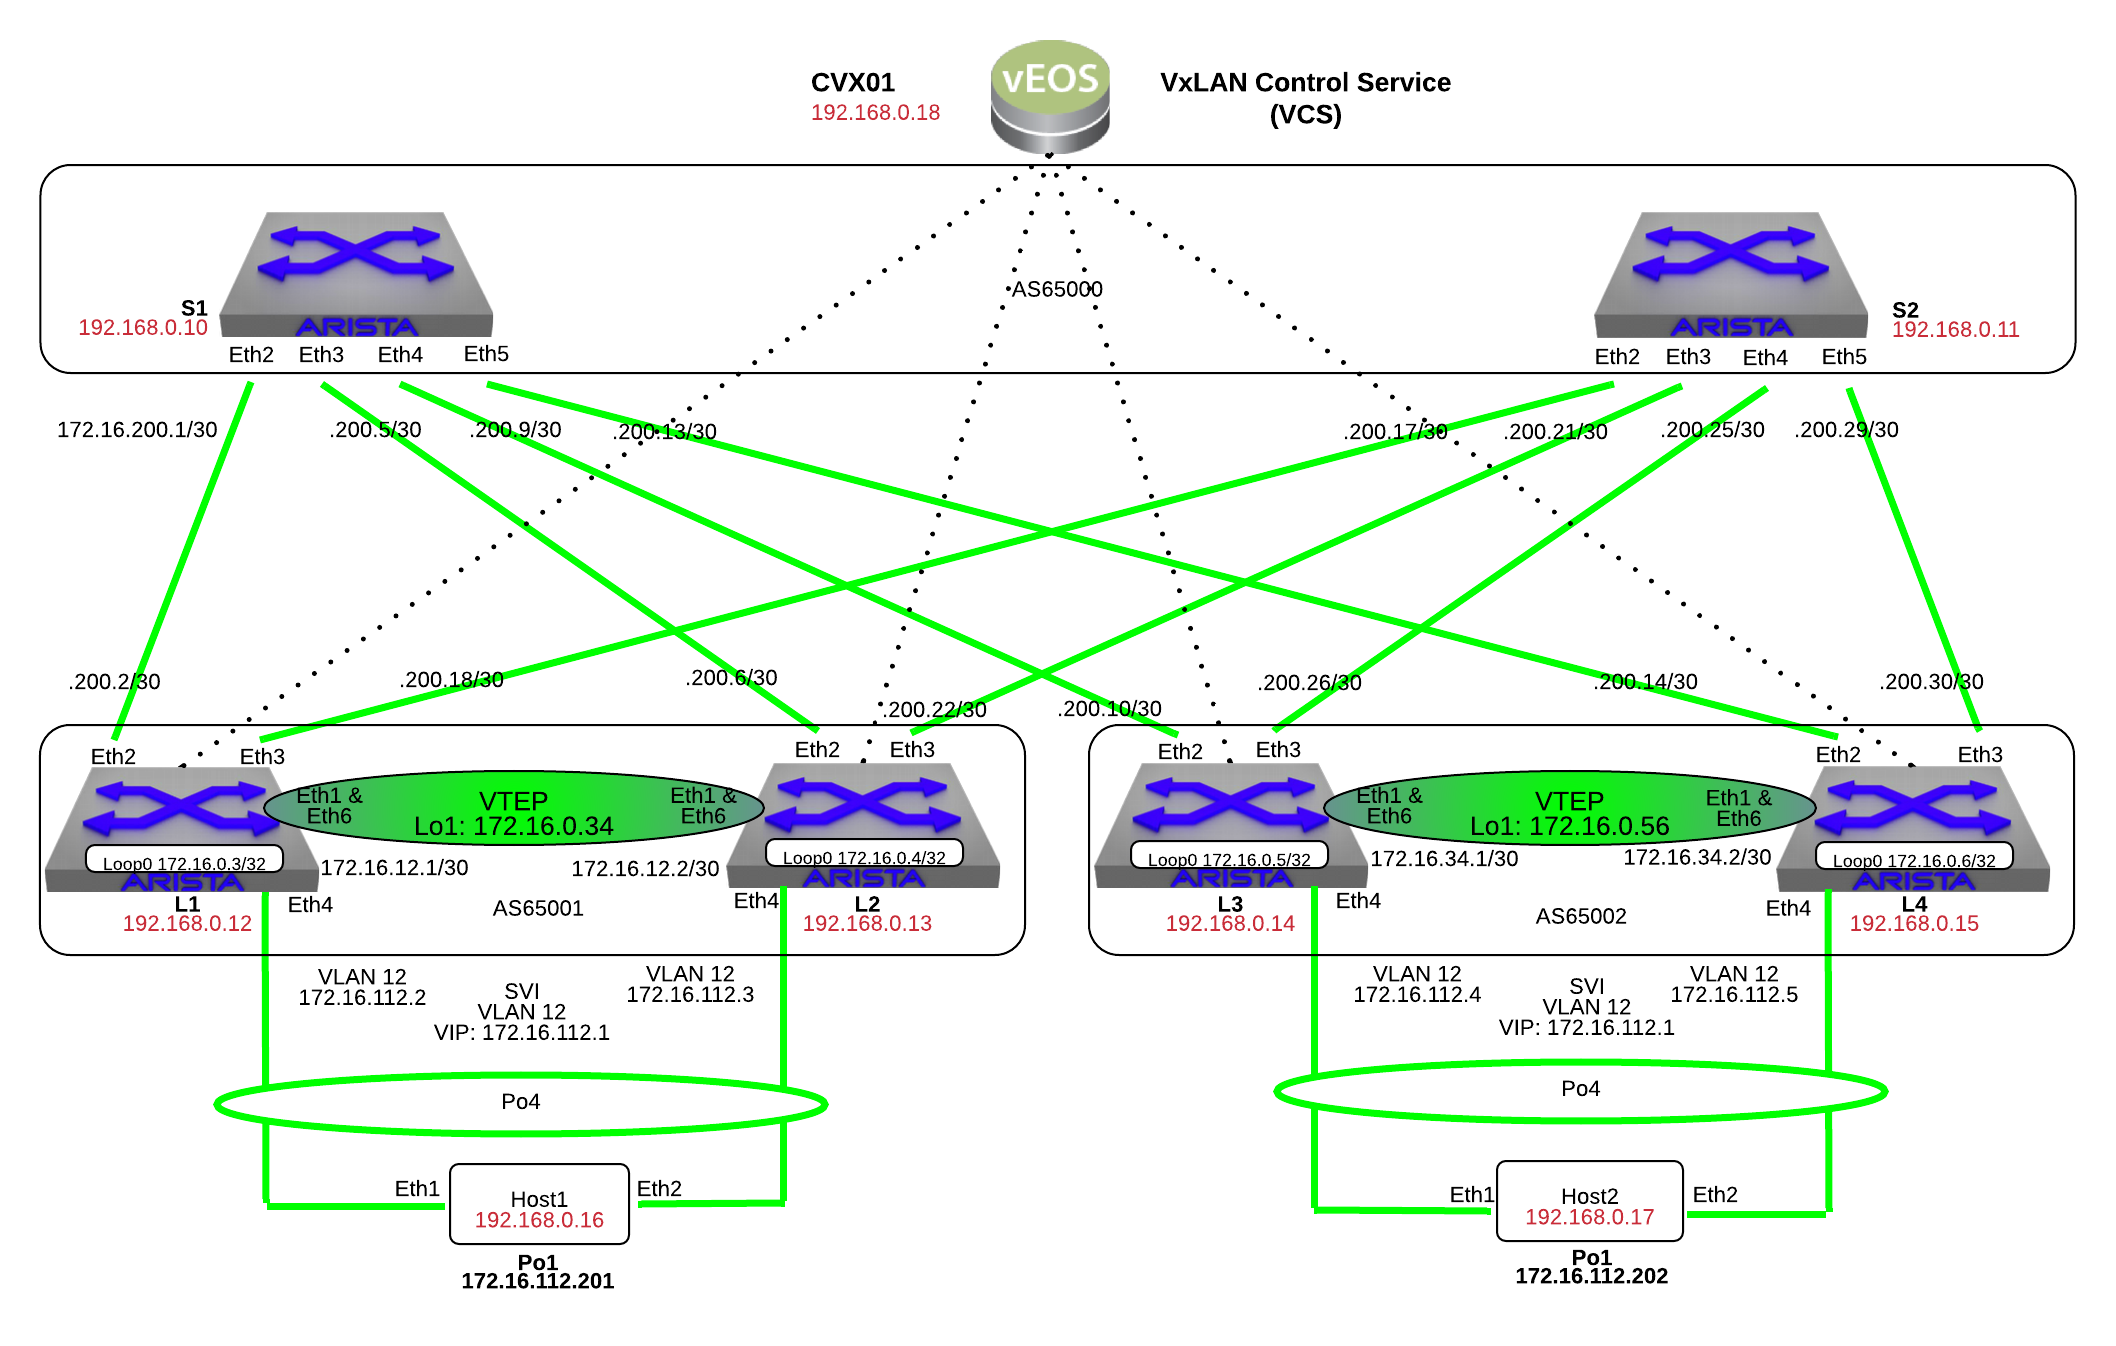 vEOS
CVX01
192.168.0.18
VxLAN Control Service
(VCS)
AS65000
S1
192.168.0.10
ARISTA
Eth2
Eth3
Eth4
Eth5
S2
192.168.0.11
ARISTA
Eth2
Eth3
Eth4
Eth5
172.16.200.1/30
.200.5/30
.200.9/30
.200.13/30
.200.17/30
.200.21/30
.200.25/30
.200.29/30
.200.2/30
.200.18/30
.200.6/30
.200.22/30
.200.10/30
.200.26/30
.200.14/30
.200.30/30
Eth2
Eth3
Eth2
Eth3
Eth1 &
Eth6
VTEP
Lo1: 172.16.0.34
Eth1 &
Eth6
Loop0 172.16.0.3/32
ARISTA
172.16.12.1/30
172.16.12.2/30
Loop0 172.16.0.4/32
ARISTA
L1
192.168.0.12
Eth4
AS65001
Eth4
L2
192.168.0.13
Eth2
Eth3
Eth2
Eth3
Eth1 &
Eth6
VTEP
Lo1: 172.16.0.56
Eth1 &
Eth6
Loop0 172.16.0.5/32
ARISTA
172.16.34.1/30
172.16.34.2/30
Loop0 172.16.0.6/32
ARISTA
L3
192.168.0.14
Eth4
AS65002
Eth4
L4
192.168.0.15
VLAN 12
172.16.112.2
SVI
VLAN 12
VIP: 172.16.112.1
VLAN 12
172.16.112.3
VLAN 12
172.16.112.4
SVI
VLAN 12
VIP: 172.16.112.1
VLAN 12
172.16.112.5
Po4
Po4
Eth1
Host1
192.168.0.16
Eth2
Po1
172.16.112.201
Eth1
Host2
192.168.0.17
Eth2
Po1
172.16.112.202